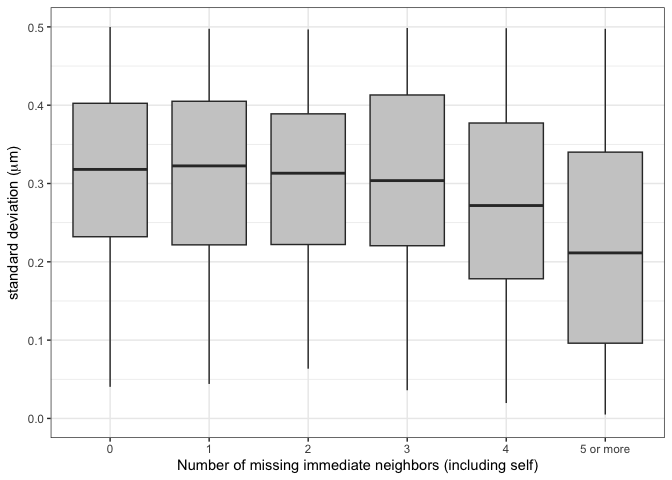 standard deviation (μm)
0.5
0.4
0.3
0.2
0.1
0.0
0 1 2 3 4 5 or more
Number of missing immediate neighbors (including self)